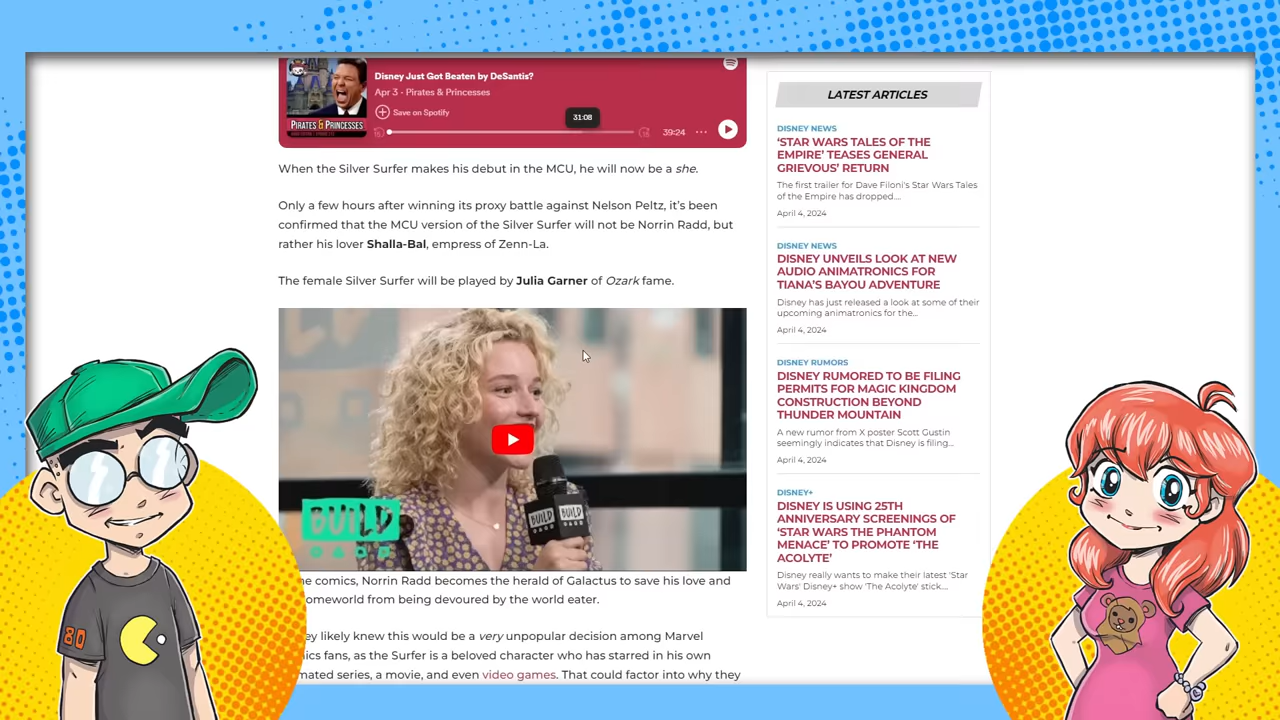 Disney Just Got Beaten by DeSantis?
Apr 3 - Pirates & Princesses
Save on Spotify
PIRATES & PRINCESSES
31:08
39:24
When the Silver Surfer makes his debut in the MCU, he will now be a she.
Only a few hours after winning its proxy battle against Nelson Peltz, it's been
confirmed that the MCU version of the Silver Surfer will not be Norrin Radd, but
rather his lover Shalla-Bal, empress of Zenn-La.
The female Silver Surfer will be played by Julia Garner of Ozark fame.
BUILD
BUILD
BUILD
he comics, Norrin Radd becomes the herald of Galactus to save his love and
omeworld from being devoured by the world eater.
ey likely knew this would be a very unpopular decision among Marvel
ics fans, as the Surfer is a beloved character who has starred in his own
mated series, a movie, and even video games. That could factor into why they
LATEST ARTICLES
DISNEY NEWS
‘STAR WARS TALES OF THE
EMPIRE’ TEASES GENERAL
GRIEVOUS’ RETURN
The first trailer for Dave Filoni's Star Wars Tales
of the Empire has dropped....
April 4, 2024
DISNEY NEWS
DISNEY UNVEILS LOOK AT NEW
AUDIO ANIMATRONICS FOR
TIANA'S BAYOU ADVENTURE
Disney has just released a look at some of their
upcoming animatronics for the...
April 4, 2024
DISNEY RUMORS
DISNEY RUMORED TO BE FILING
PERMITS FOR MAGIC KINGDOM
CONSTRUCTION BEYOND
THUNDER MOUNTAIN
A new rumor from X poster Scott Gustin
seemingly indicates that Disney is filing...
April 4, 2024
DISNEY+
DISNEY IS USING 25TH
ANNIVERSARY SCREENINGS OF
‘STAR WARS THE PHANTOM
MENACE’ TO PROMOTE ‘THE
ACOLYTE’
Disney really wants to make their latest 'Star
Wars' Disney+ show 'The Acolyte' stick....
April 4, 2024
80